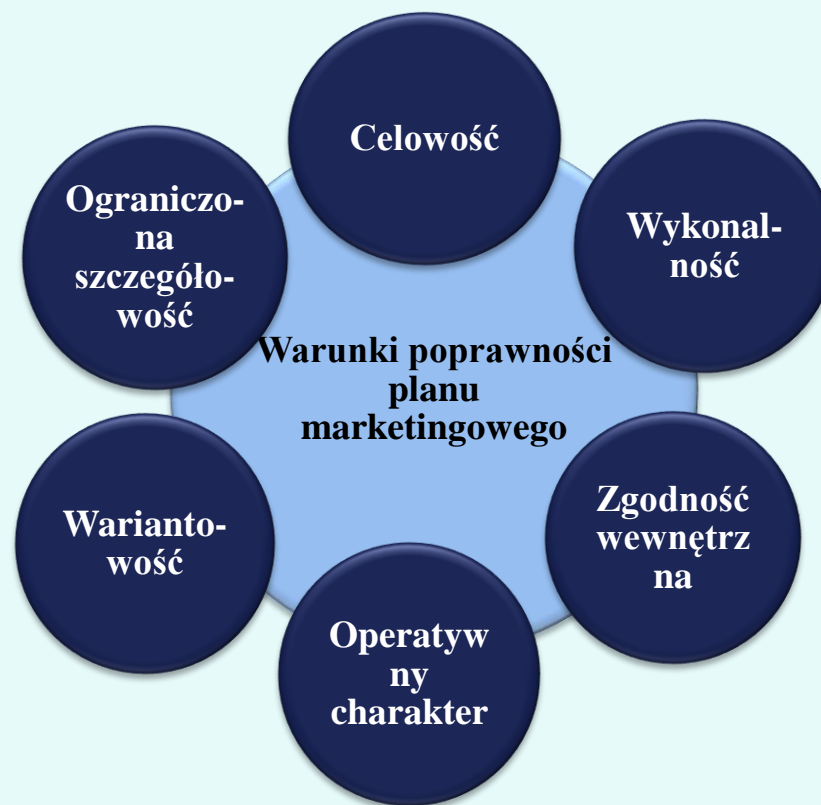 Celowość
Wykonal-
ność
Zgodność
wewnętrz
na
Operatyw
ny
charakter
Warianto-
wość
Ograniczo-
na
szczegóło-
wość
Warunki poprawności
planu
marketingowego